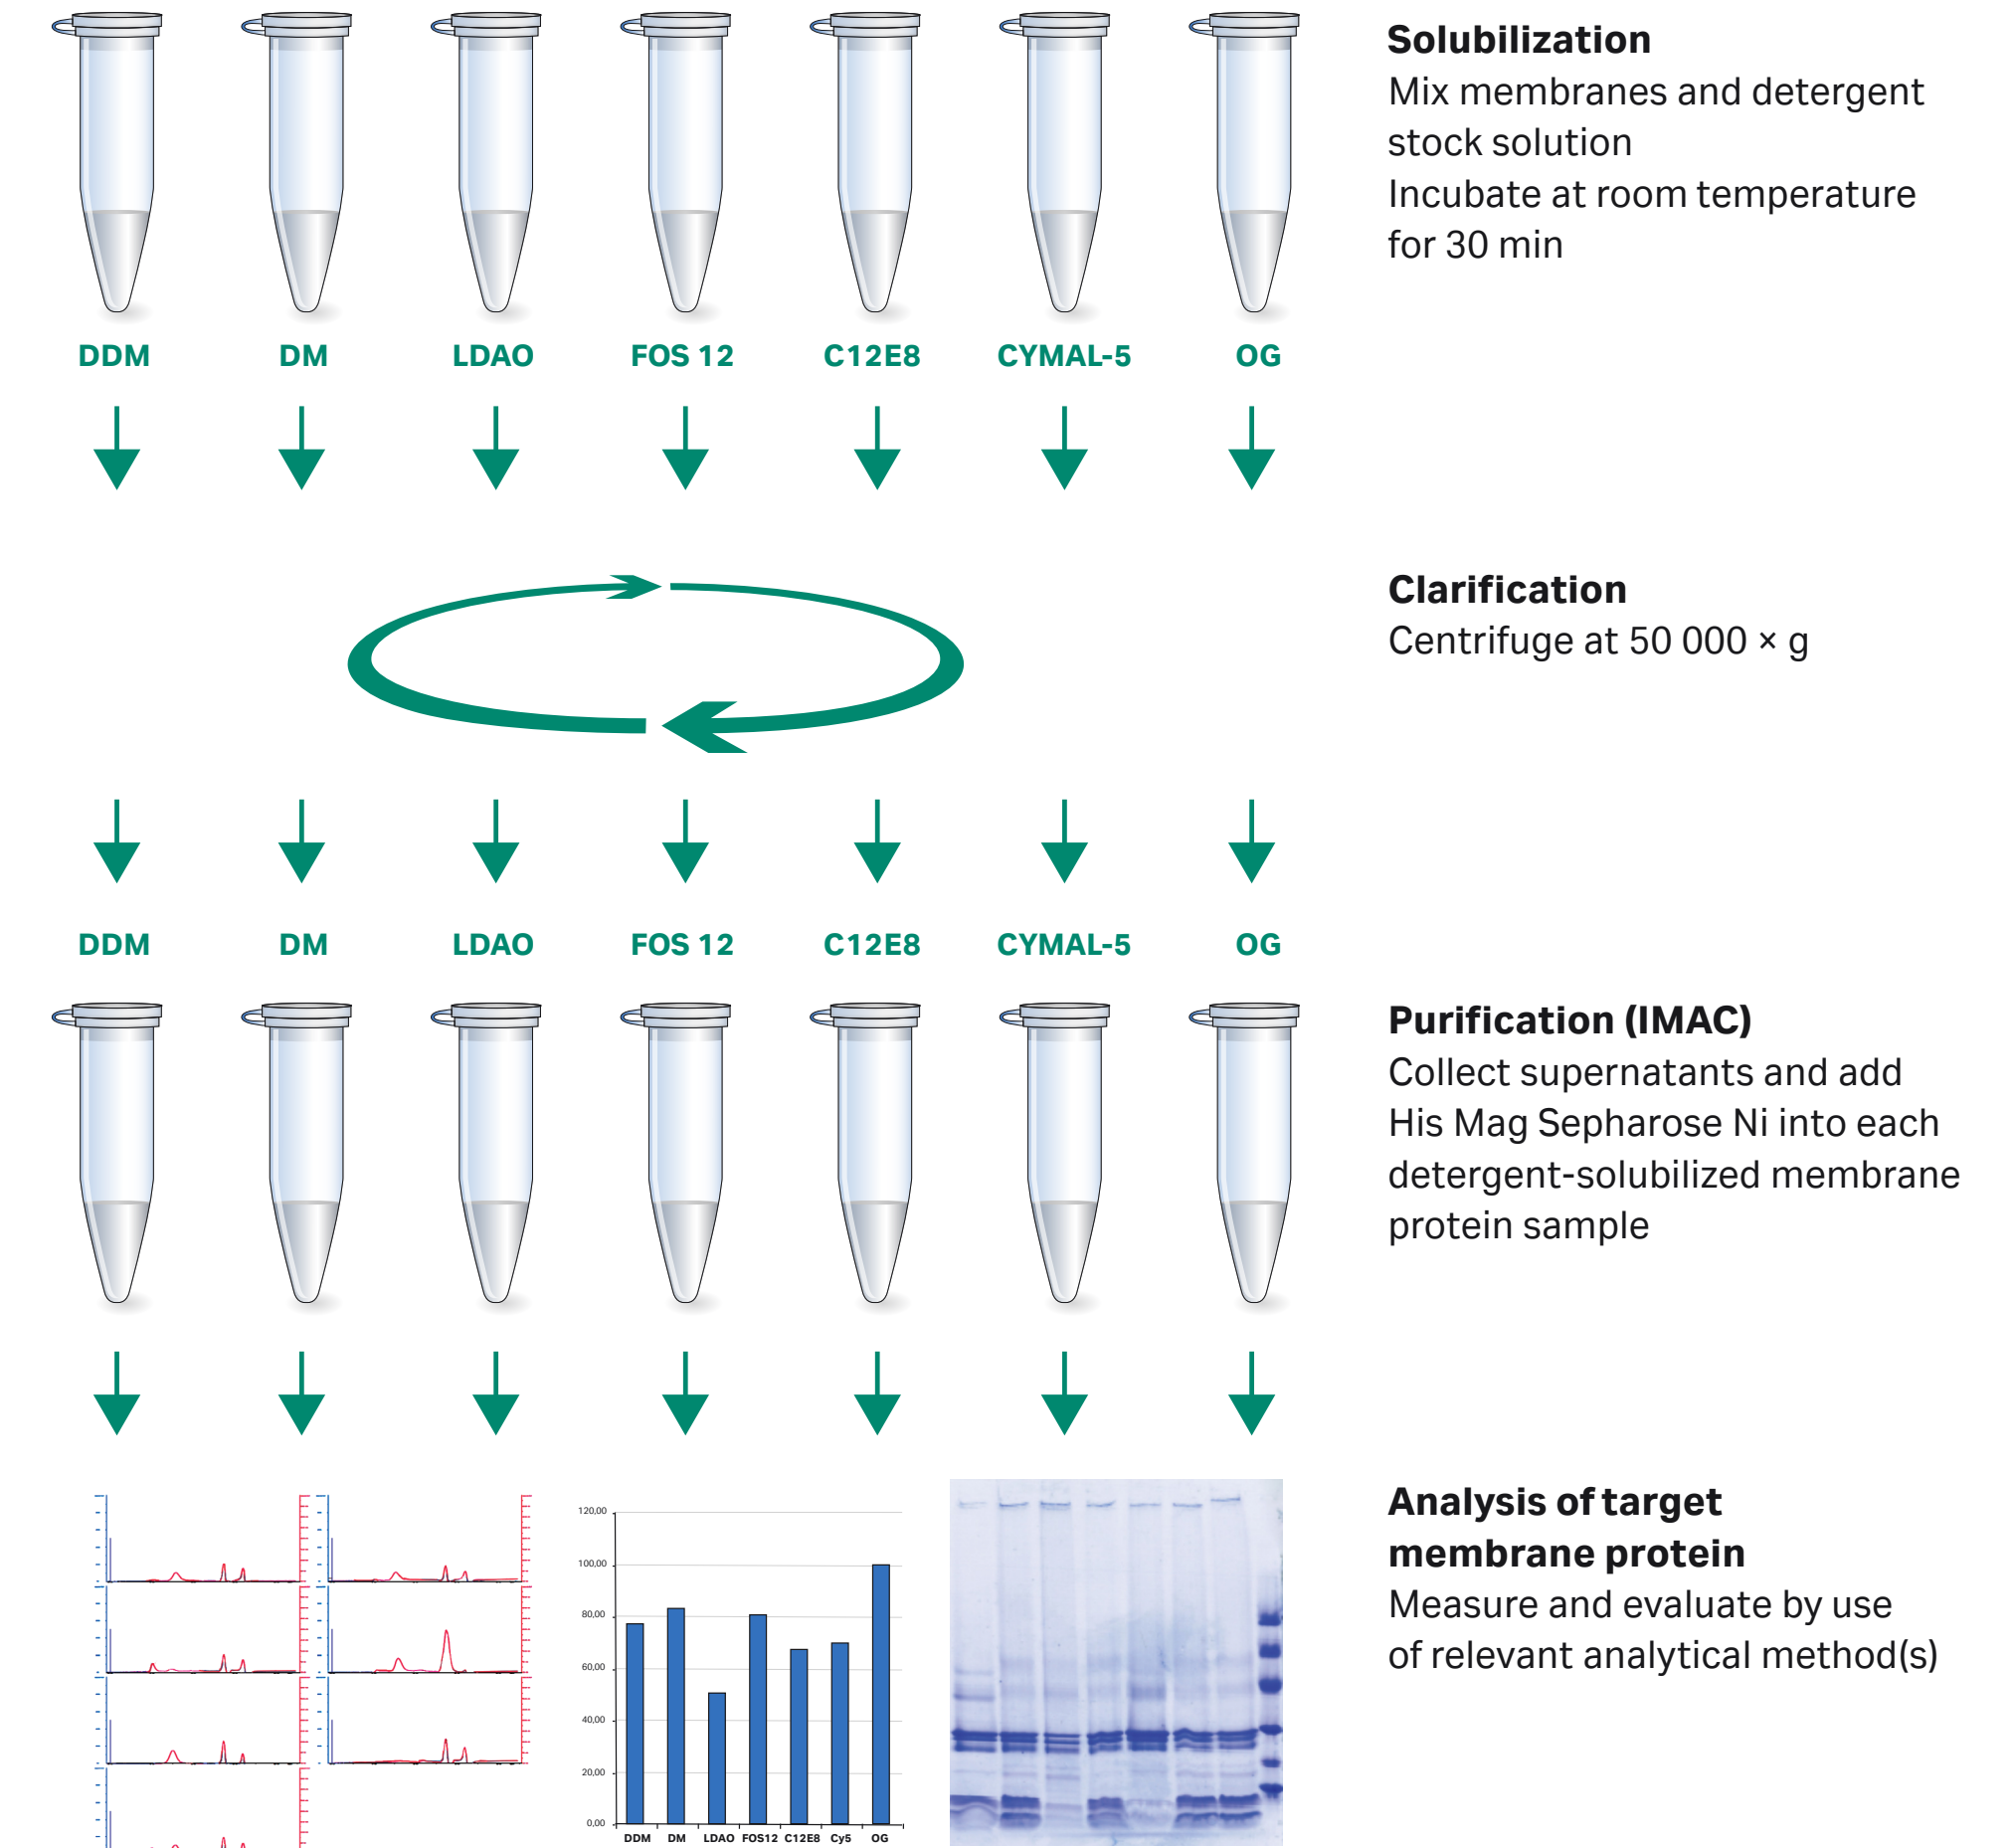 Solubilization
Mix membranes and detergent
stock solution
Incubate at room temperature
for 30 min
DDM DM LDAO FOS 12 C12E8 CYMAL-5 OG
Clarification
Centrifuge at 50 000 × g
DDM DM LDAO FOS 12 C12E8 CYMAL-5 OG
Purification (IMAC)
Collect supernatants and add
His Mag Sepharose Ni into each
detergent-solubilized membrane
protein sample
120,00
100,00
80,00
60,00
40,00
20,00
0,00
DDM DM LDAO FOS12 C12E8 Cy5 OG
Analysis of target
membrane protein
Measure and evaluate by use
of relevant analytical method(s)